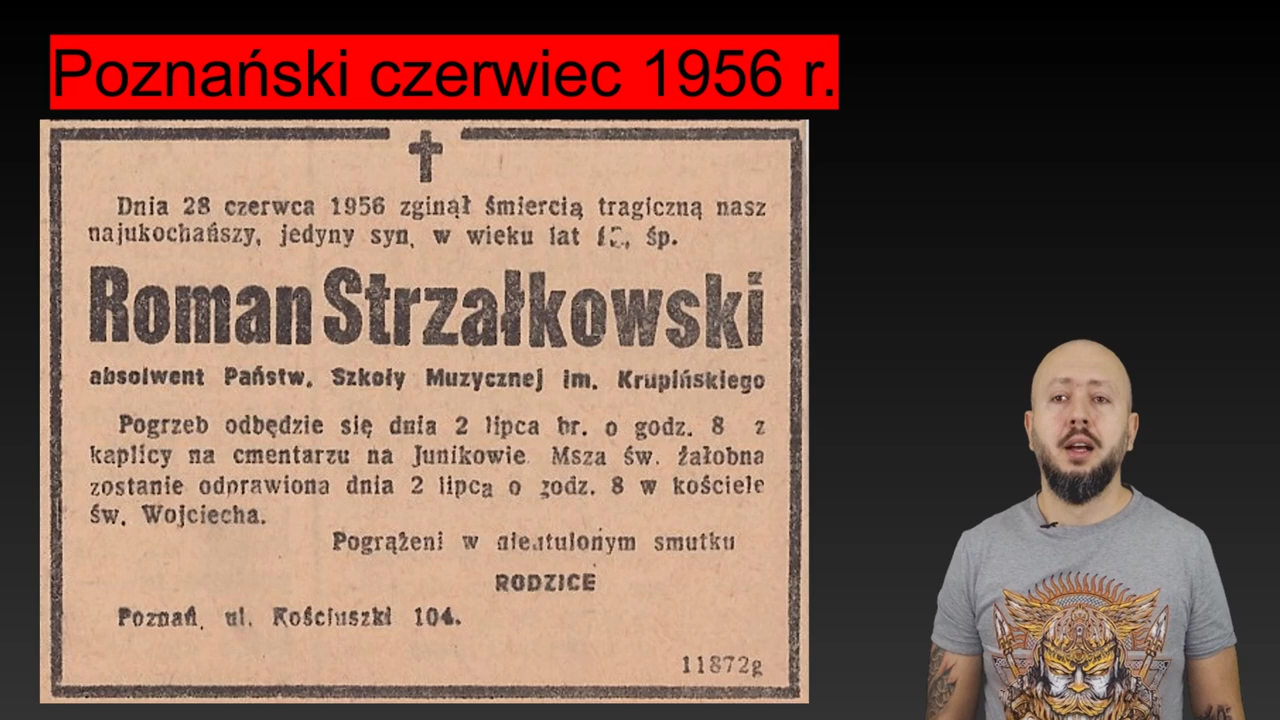 Poznański czerwiec 1956 r.
Dnia 28 czerwca 1956 zginął śmiercią tragiczną nasz
najukochańszy, jedyny syn, w wieku lat śp.
Roman Strzałkowski
absolwent Państw. Szkoły Muzycznej im. Krupińskiego
Pogrzeb odbędzie się dnia 2 lipca br. o godz. 8 z
kaplicy na cmentarzu na Junikowie. Msza św. żałobna
zostanie odprawiona dnia 2 lipca o godz. 8 w kościele
św. Wojciecha.
Pogrążeni w nieutulonym smutku
RODZICE
Poznań, ul. Kościuszki 104.
11872g